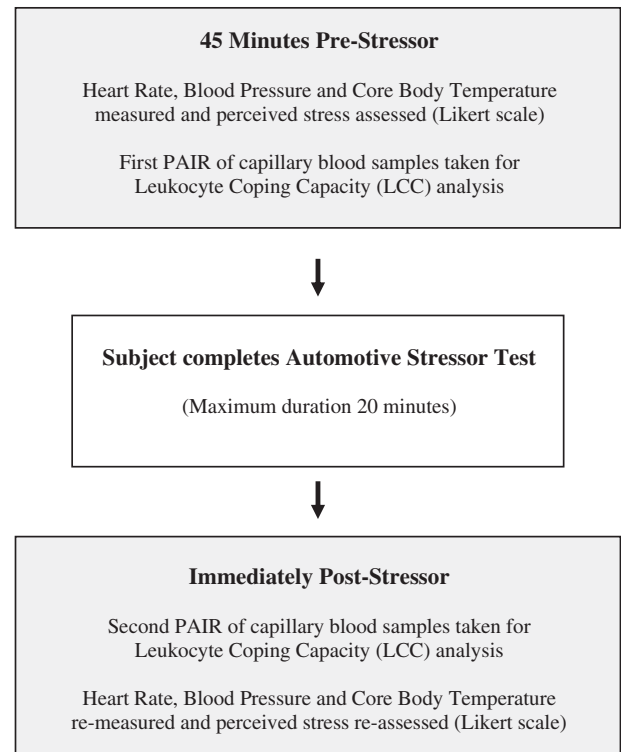 45 Minutes Pre-Stressor
Heart Rate, Blood Pressure and Core Body Temperature
measured and perceived stress assessed (Likert scale)
First PAIR of capillary blood samples taken for
Leukocyte Coping Capacity (LCC) analysis
Subject completes Automotive Stressor Test
(Maximum duration 20 minutes)
Immediately Post-Stressor
Second PAIR of capillary blood samples taken for
Leukocyte Coping Capacity (LCC) analysis
Heart Rate, Blood Pressure and Core Body Temperature
re-measured and perceived stress re-assessed (Likert scale)